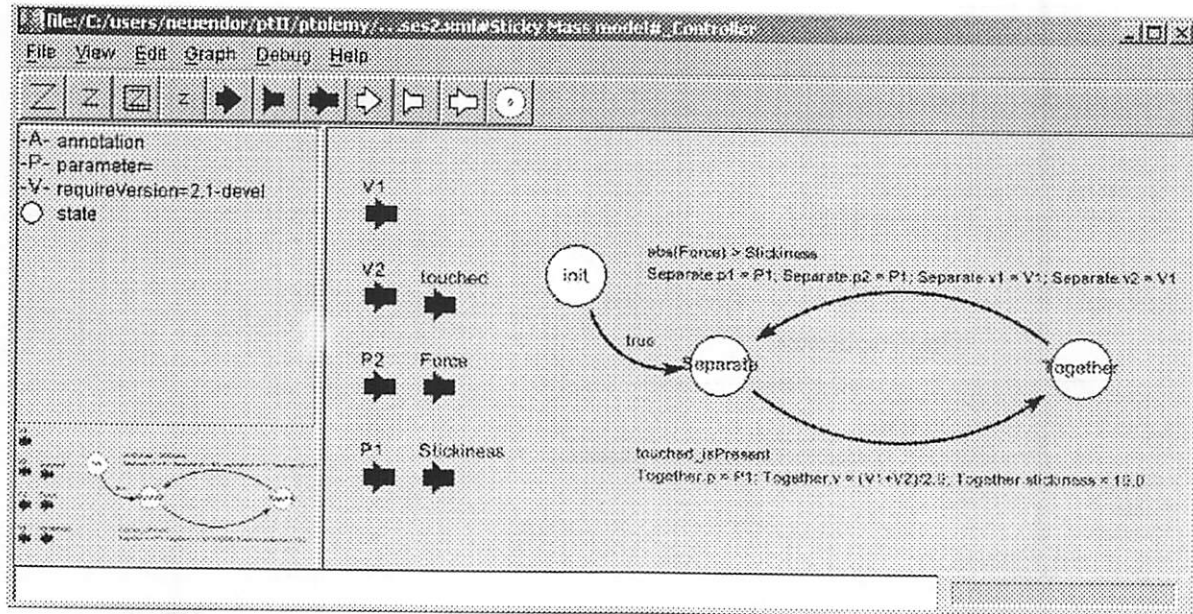 file:/C:/users/neuendor/ptII/ptolemy/...ses2.xml#Sticky Mass model#_Controller
File View Edit Graph Debug Help
Z z Z z
-A- annotation
-P- parameter=
-V- requireVersion=2.1-devel
state
V1
V2
touched
P2
Force
P1
Stickiness
init
true
abs(Force) > Stickiness
Separate.p1 = P1; Separate.p2 = P1; Separate.v1 = V1; Separate.v2 = V1
Separate
Together
touched_isPresent
Together.p = P1; Together.v = (V1+V2)/2.0; Together.stickiness = 10.0